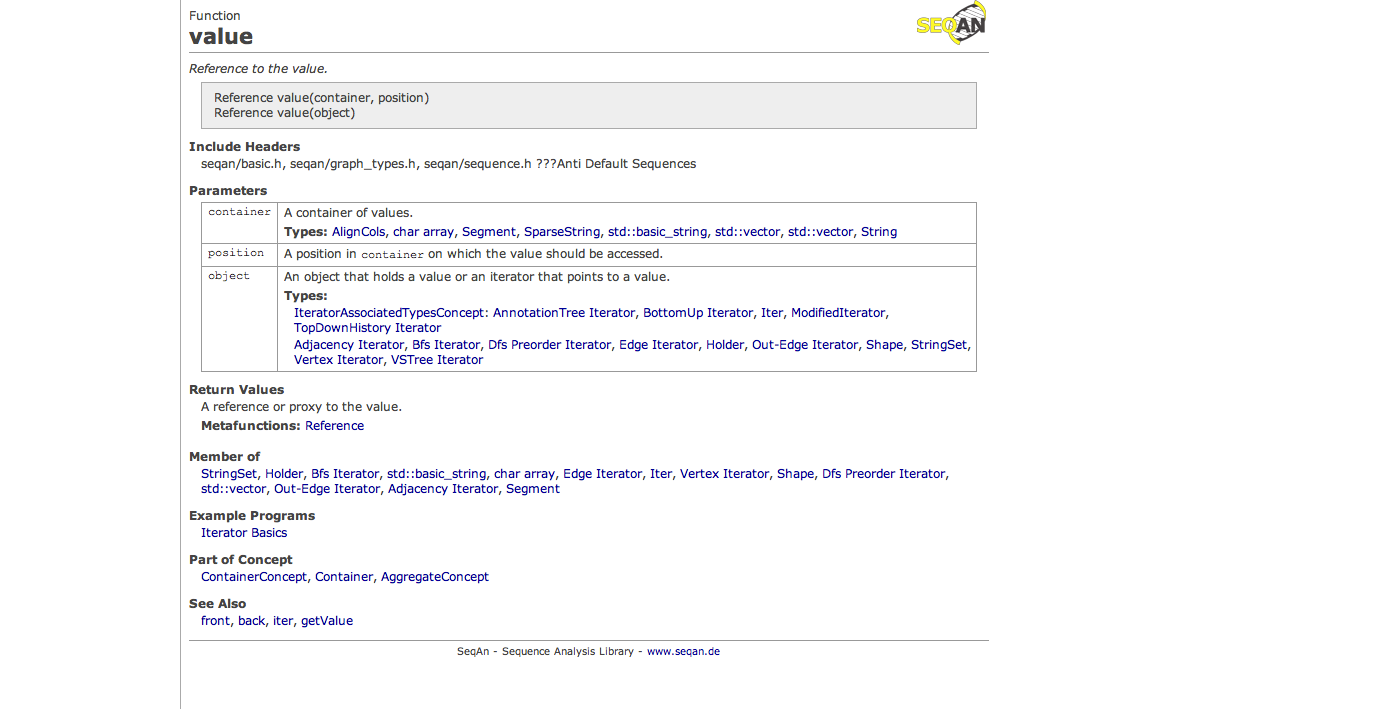 Function
value
SEQAN
Reference to the value.
Reference value(container, position)
Reference value(object)
Include Headers
seqan/basic.h, seqan/graph_types.h, seqan/sequence.h ???Anti Default Sequences
Parameters
container A container of values.
Types: AlignCols, char array, Segment, SparseString, std::basic_string, std::vector, std::vector, String
position A position in container on which the value should be accessed.
object An object that holds a value or an iterator that points to a value.
Types:
IteratorAssociatedTypesConcept: AnnotationTree Iterator, BottomUp Iterator, Iter, ModifiedIterator,
TopDownHistory Iterator
Adjacency Iterator, Bfs Iterator, Dfs Preorder Iterator, Edge Iterator, Holder, Out-Edge Iterator, Shape, StringSet,
Vertex Iterator, VSTree Iterator
Return Values
A reference or proxy to the value.
Metafunctions: Reference
Member of
StringSet, Holder, Bfs Iterator, std::basic_string, char array, Edge Iterator, Iter, Vertex Iterator, Shape, Dfs Preorder Iterator,
std::vector, Out-Edge Iterator, Adjacency Iterator, Segment
Example Programs
Iterator Basics
Part of Concept
ContainerConcept, Container, AggregateConcept
See Also
front, back, iter, getValue
SeqAn - Sequence Analysis Library - www.seqan.de